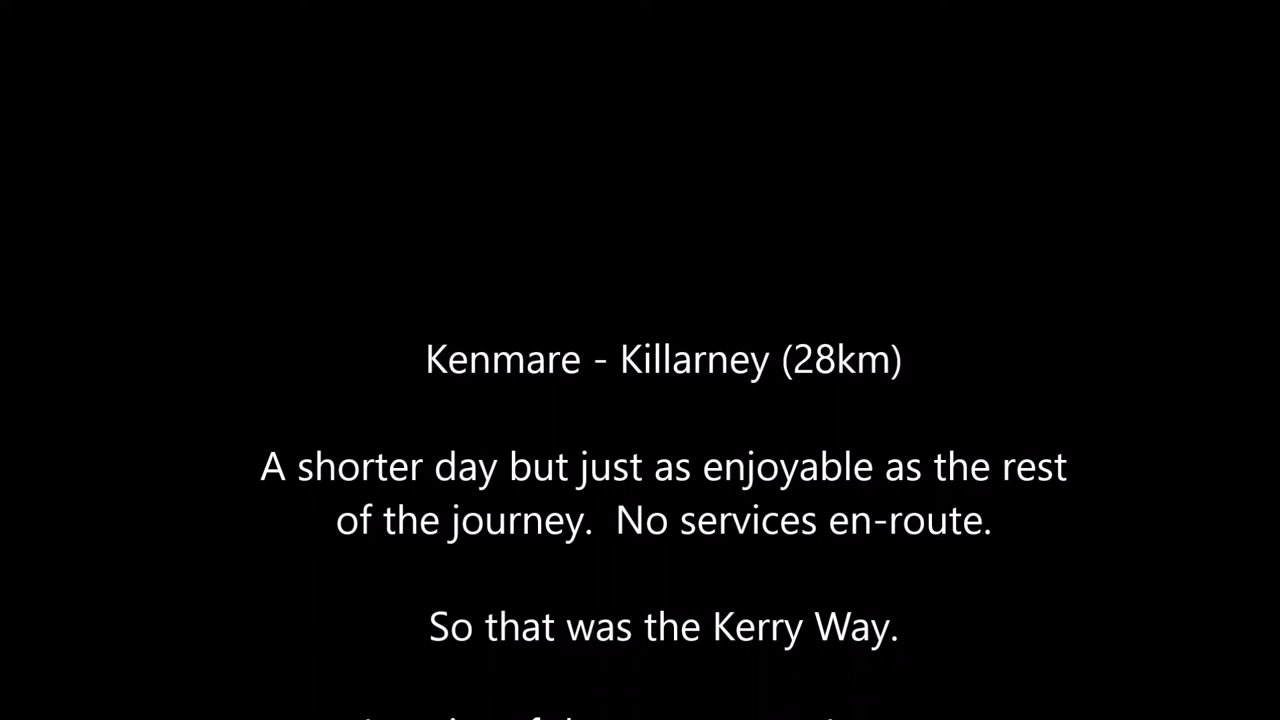 Kenmare - Killarney (28km)
A shorter day but just as enjoyable as the rest
of the journey.  No services en-route.
So that was the Kerry Way.